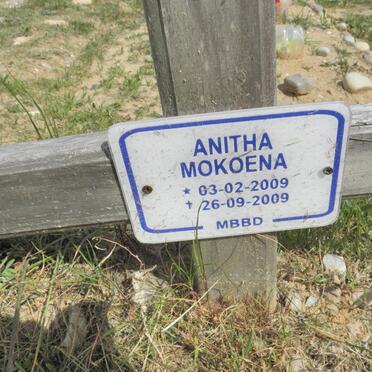 ANITHA
MOKOENA
* 03-02-2009
✝ 26-09-2009
MBBD